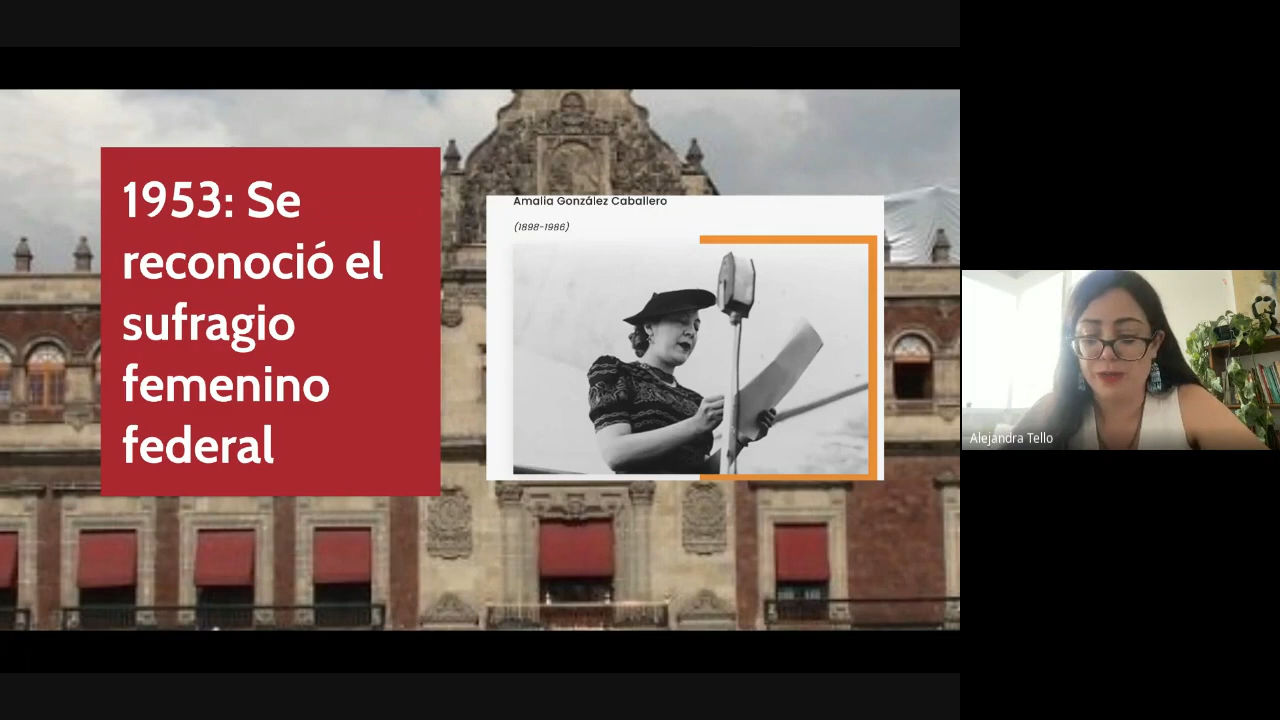 1953: Se
reconoció el
sufragio
femenino
federal
Amalia González Caballero
(1898-1986)
Alejandra Tello